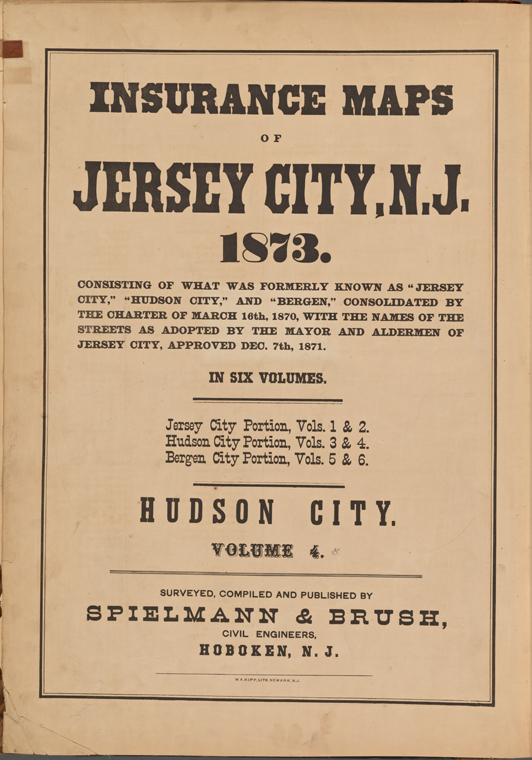 INSURANCE MAPS
OF
JERSEY CITY, N.J.
1873.
CONSISTING OF WHAT WAS FORMERLY KNOWN AS "JERSEY
CITY," "HUDSON CITY," AND "BERGEN," CONSOLIDATED BY
THE CHARTER OF MARCH 16th, 1870, WITH THE NAMES OF THE
STREETS AS ADOPTED BY THE MAYOR AND ALDERMEN OF
JERSEY CITY, APPROVED DEC. 7th, 1871.
IN SIX VOLUMES.
Jersey City Portion, Vols. 1 & 2.
Hudson City Portion, Vols. 3 & 4.
Bergen City Portion, Vols. 5 & 6.
HUDSON CITY.
VOLUME 4.
SURVEYED, COMPILED AND PUBLISHED BY
SPIELMANN & BRUSH,
CIVIL ENGINEERS,
HOBOKEN, N. J.
LITH. NEWARK, N.J.